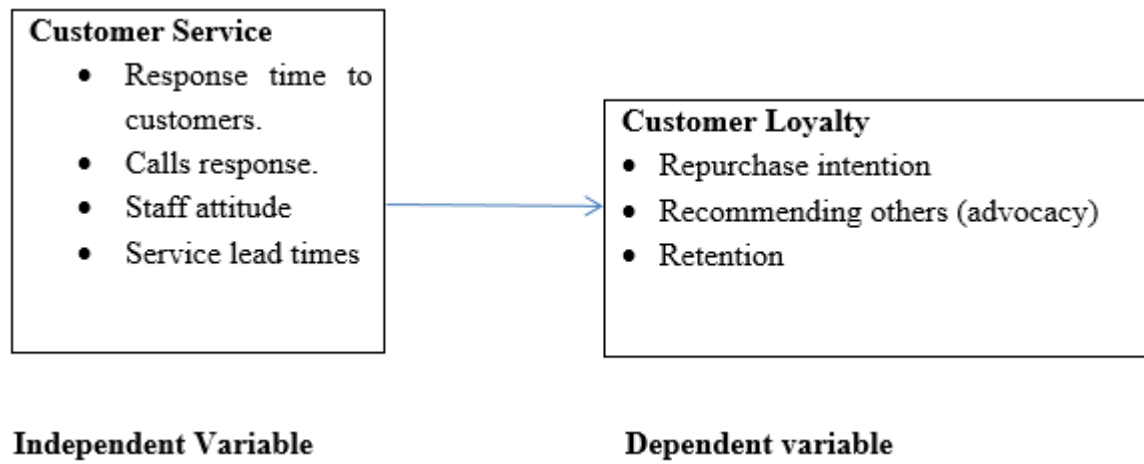 Customer Service
• Response time to
customers.
• Calls response.
• Staff attitude
• Service lead times
Customer Loyalty
• Repurchase intention
• Recommending others (advocacy)
• Retention
Independent Variable
Dependent variable